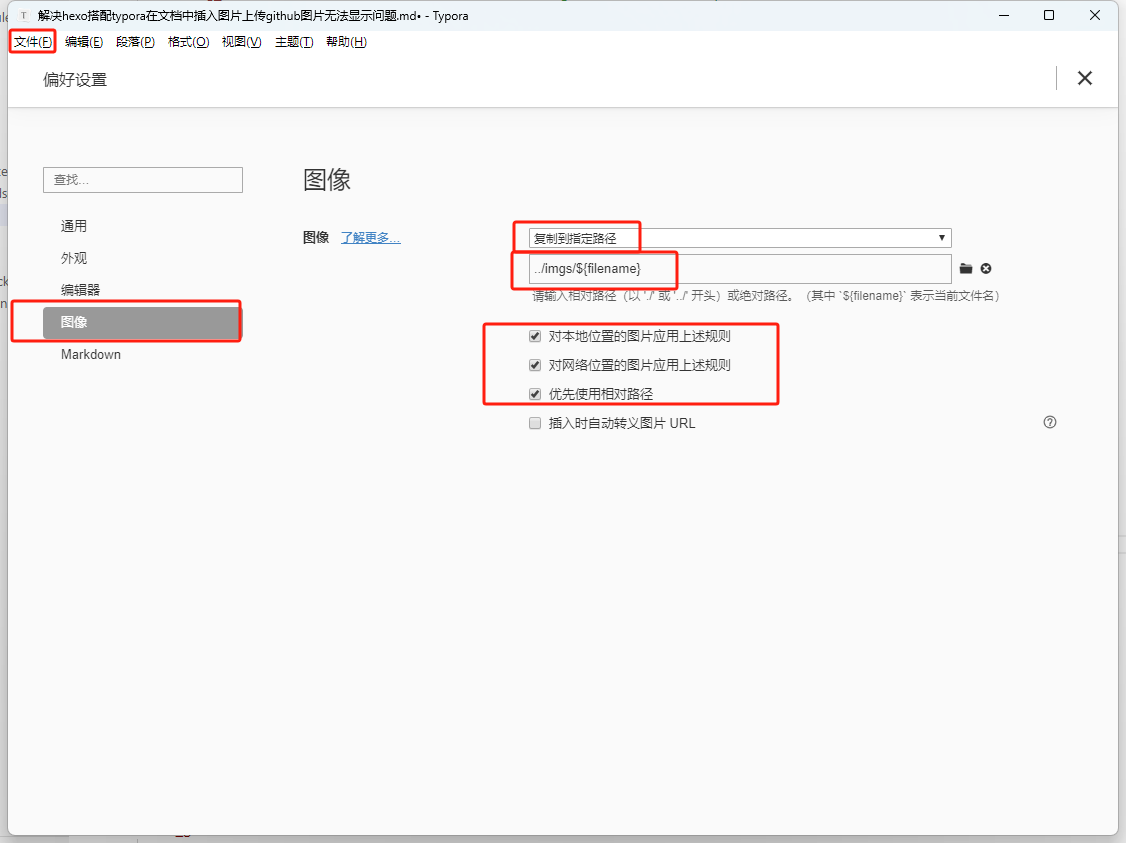 解决hexo搭配typora在文档中插入图片上传github图片无法显示问题.md• - Typora
文件(F) 编辑(E) 段落(P) 格式(O) 视图(V) 主题(T) 帮助(H)
偏好设置
查找...
图像
通用
图像 了解更多...
复制到指定路径
外观
../imgs/${filename}
编辑器
请输入相对路径（以 './' 或 '../' 开头）或绝对路径。（其中 `${filename}` 表示当前文件名）
图像
对本地位置的图片应用上述规则
Markdown
对网络位置的图片应用上述规则
优先使用相对路径
插入时自动转义图片 URL